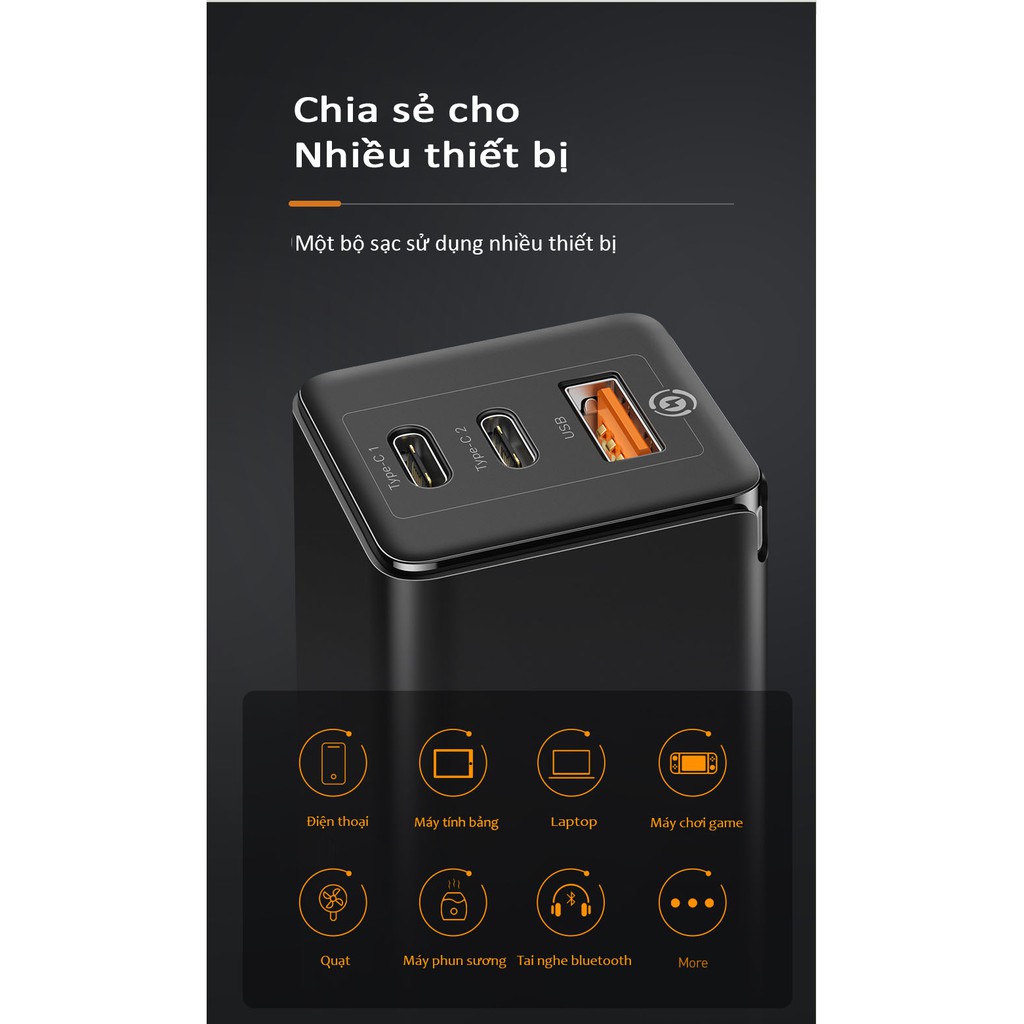 Chia sẻ cho
Nhiều thiết bị
Một bộ sạc sử dụng nhiều thiết bị
Type-C 1
Type-C 2
USB
Điện thoại
Máy tính bảng
Laptop
Máy chơi game
Quạt
Máy phun sương
Tai nghe bluetooth
More